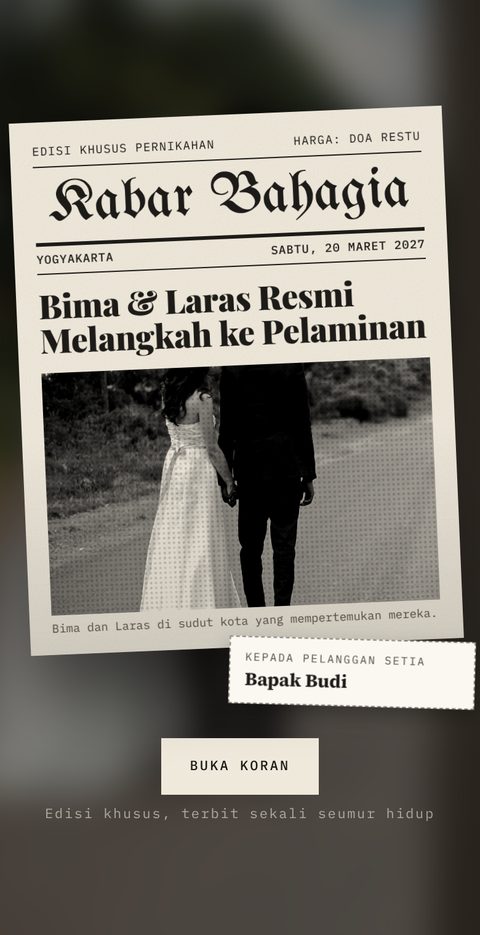 EDISI KHUSUS PERNIKAHAN
HARGA: DOA RESTU
Kabar Bahagia
YOGYAKARTA
SABTU, 20 MARET 2027
Bima & Laras Resmi
Melangkah ke Pelaminan
Bima dan Laras di sudut kota yang mempertemukan mereka.
KEPADA PELANGGAN SETIA
Bapak Budi
BUKA KORAN
Edisi khusus, terbit sekali seumur hidup